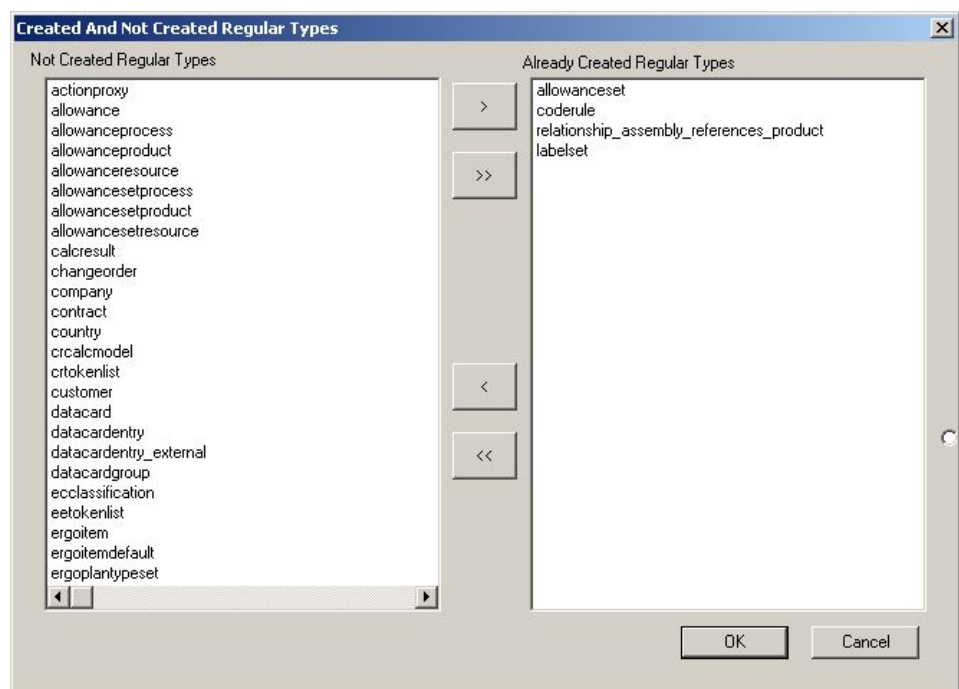 Created And Not Created Regular Types
Not Created Regular Types
actionproxy
allowance
allowanceprocess
allowanceproduct
allowanceresource
allowancesetprocess
allowancesetproduct
allowancesetresource
calcresult
changeorder
company
contract
country
crcalcmodel
crtokenlist
customer
datacard
datacardentry
datacardentry_external
datacardgroup
ecclassification
eetokenlist
ergoitem
ergoitemdefault
ergoplantypeset
>
>>
<
<<
Already Created Regular Types
allowanceset
coderule
relationship_assembly_references_product
labelset
OK
Cancel